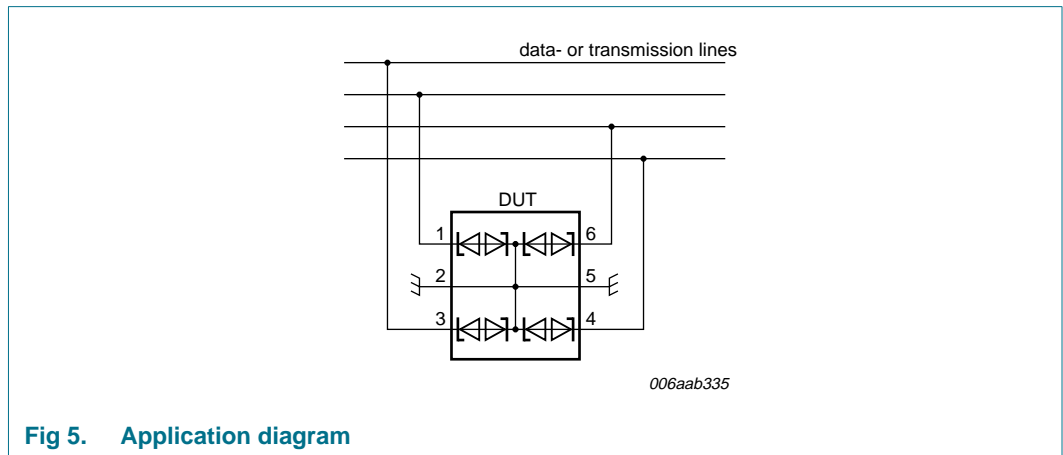 data- or transmission lines
DUT
1 6
2 5
3 4
006aab335
Fig 5. Application diagram